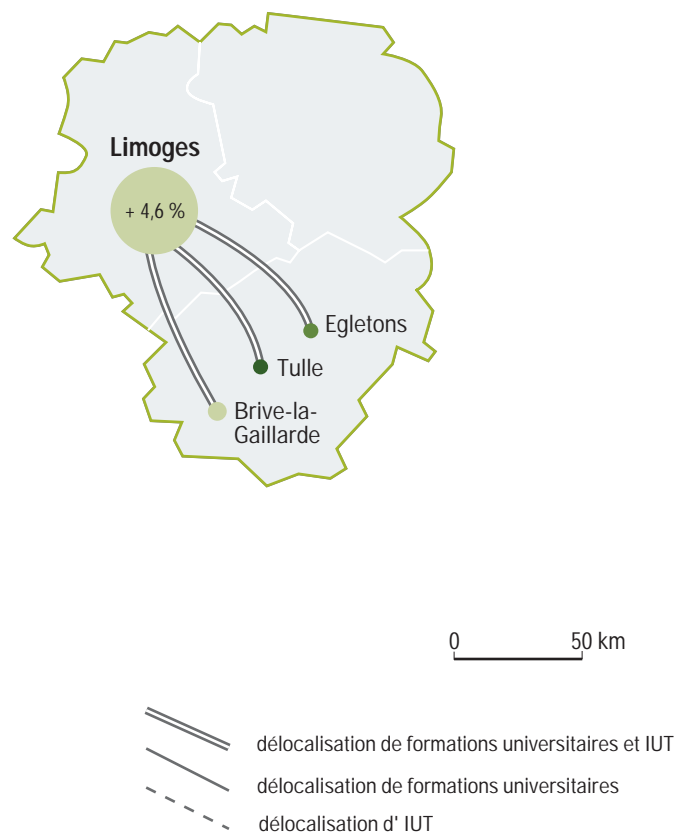 Limoges
+ 4,6 %
Egletons
Tulle
Brive-la-
Gaillarde
0 50 km
délocalisation de formations universitaires et IUT
délocalisation de formations universitaires
délocalisation d' IUT